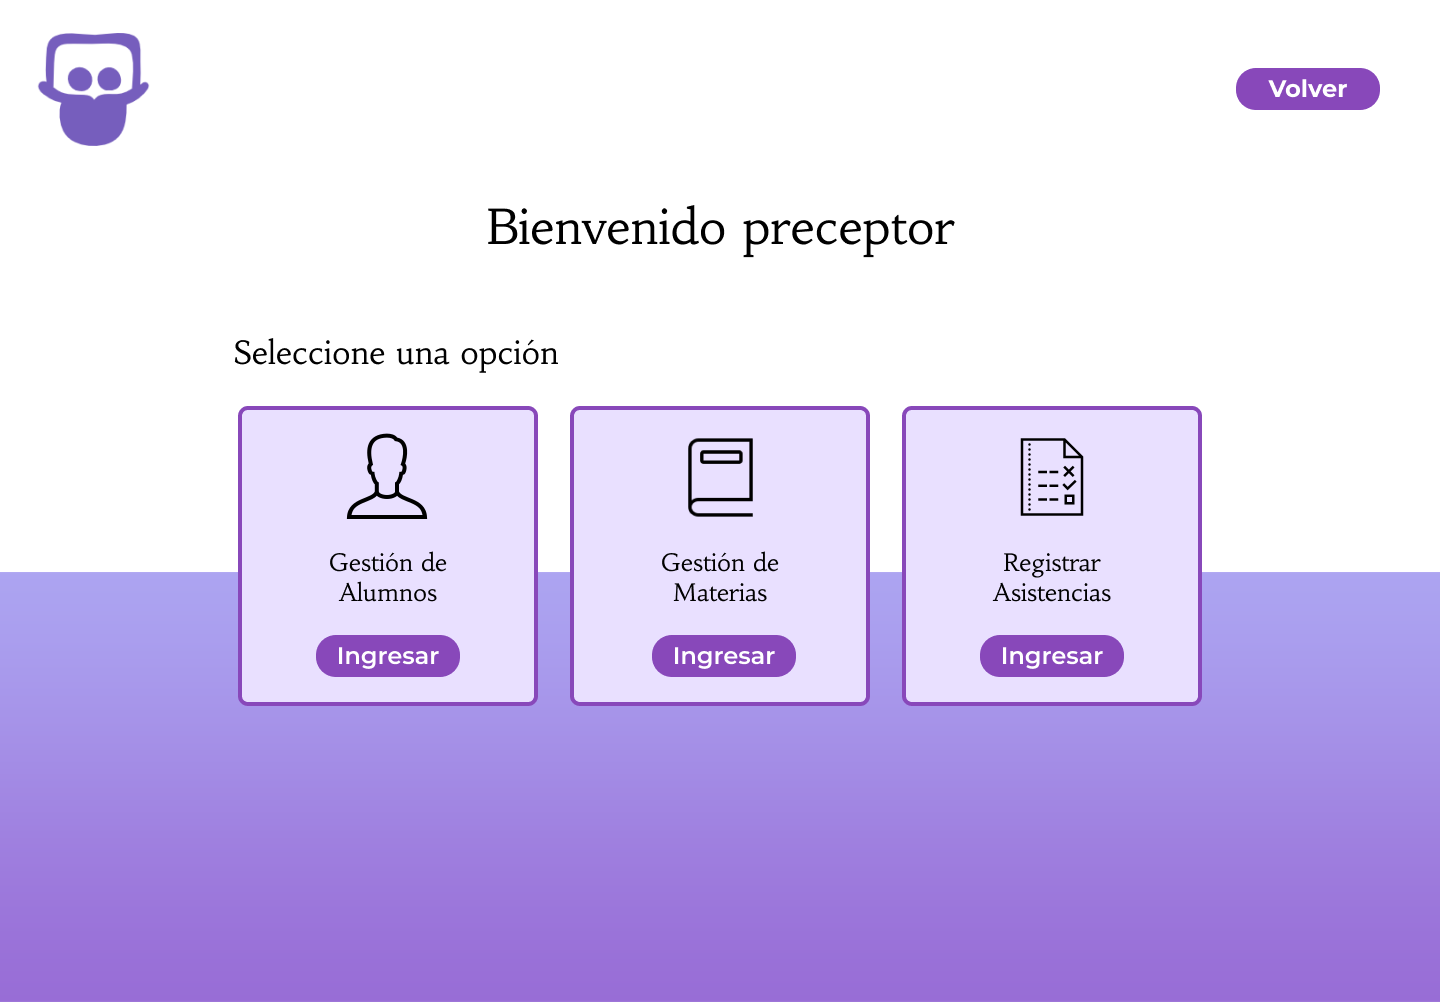 Volver
Bienvenido preceptor
Seleccione una opción
Gestión de
Alumnos
Ingresar
Gestión de
Materias
Ingresar
Registrar
Asistencias
Ingresar